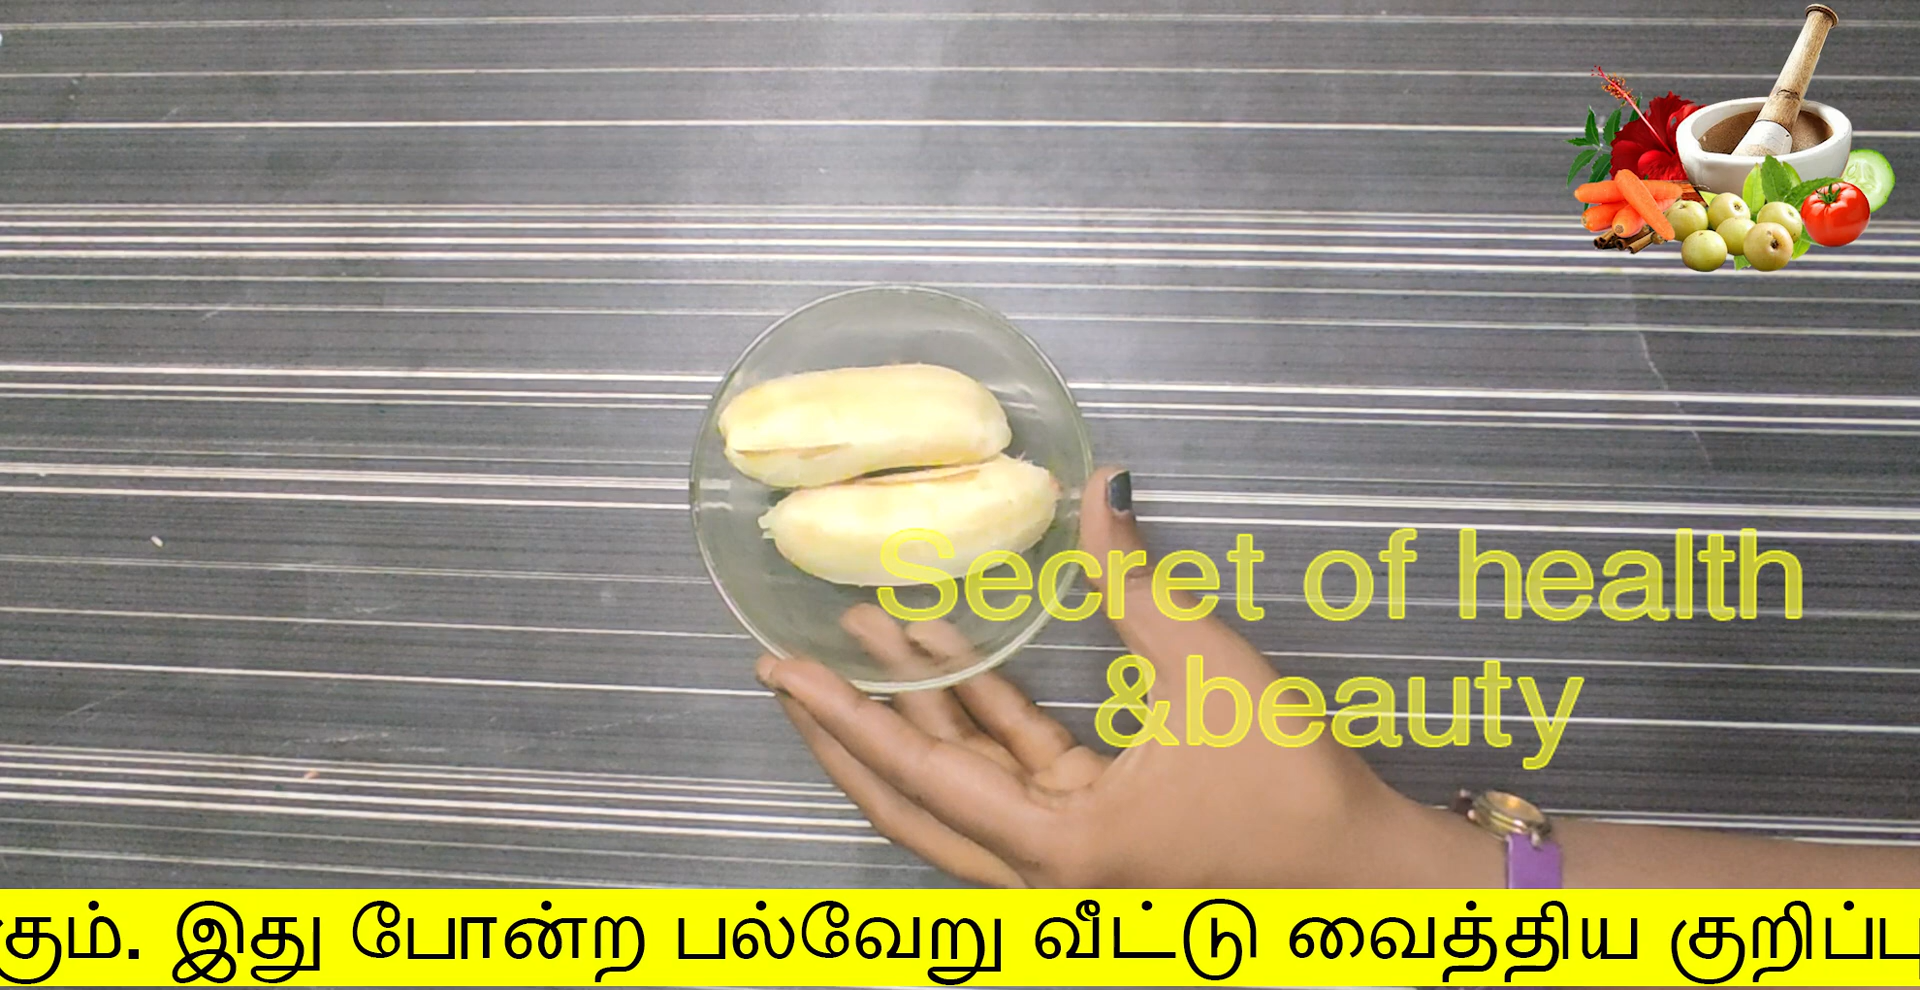 Secret of health
&beauty
கும். இது போன்ற பல்வேறு வீட்டு வைத்திய குறிப்பு